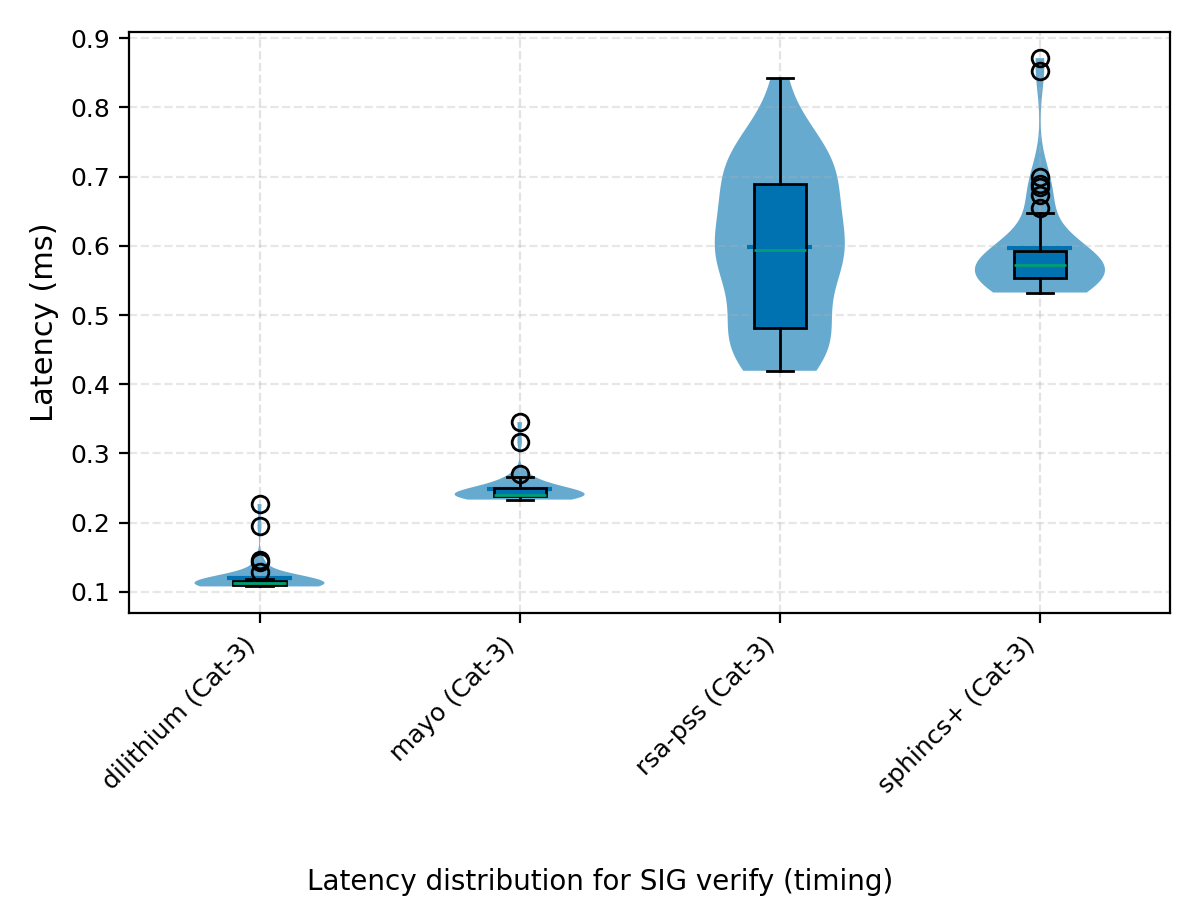 0.9
0.8
0.7
0.6
0.5
0.4
0.3
0.2
0.1
Latency (ms)
dilithium (Cat-3)
mayo (Cat-3)
rsa-pss (Cat-3)
sphincs+ (Cat-3)
Latency distribution for SIG verify (timing)